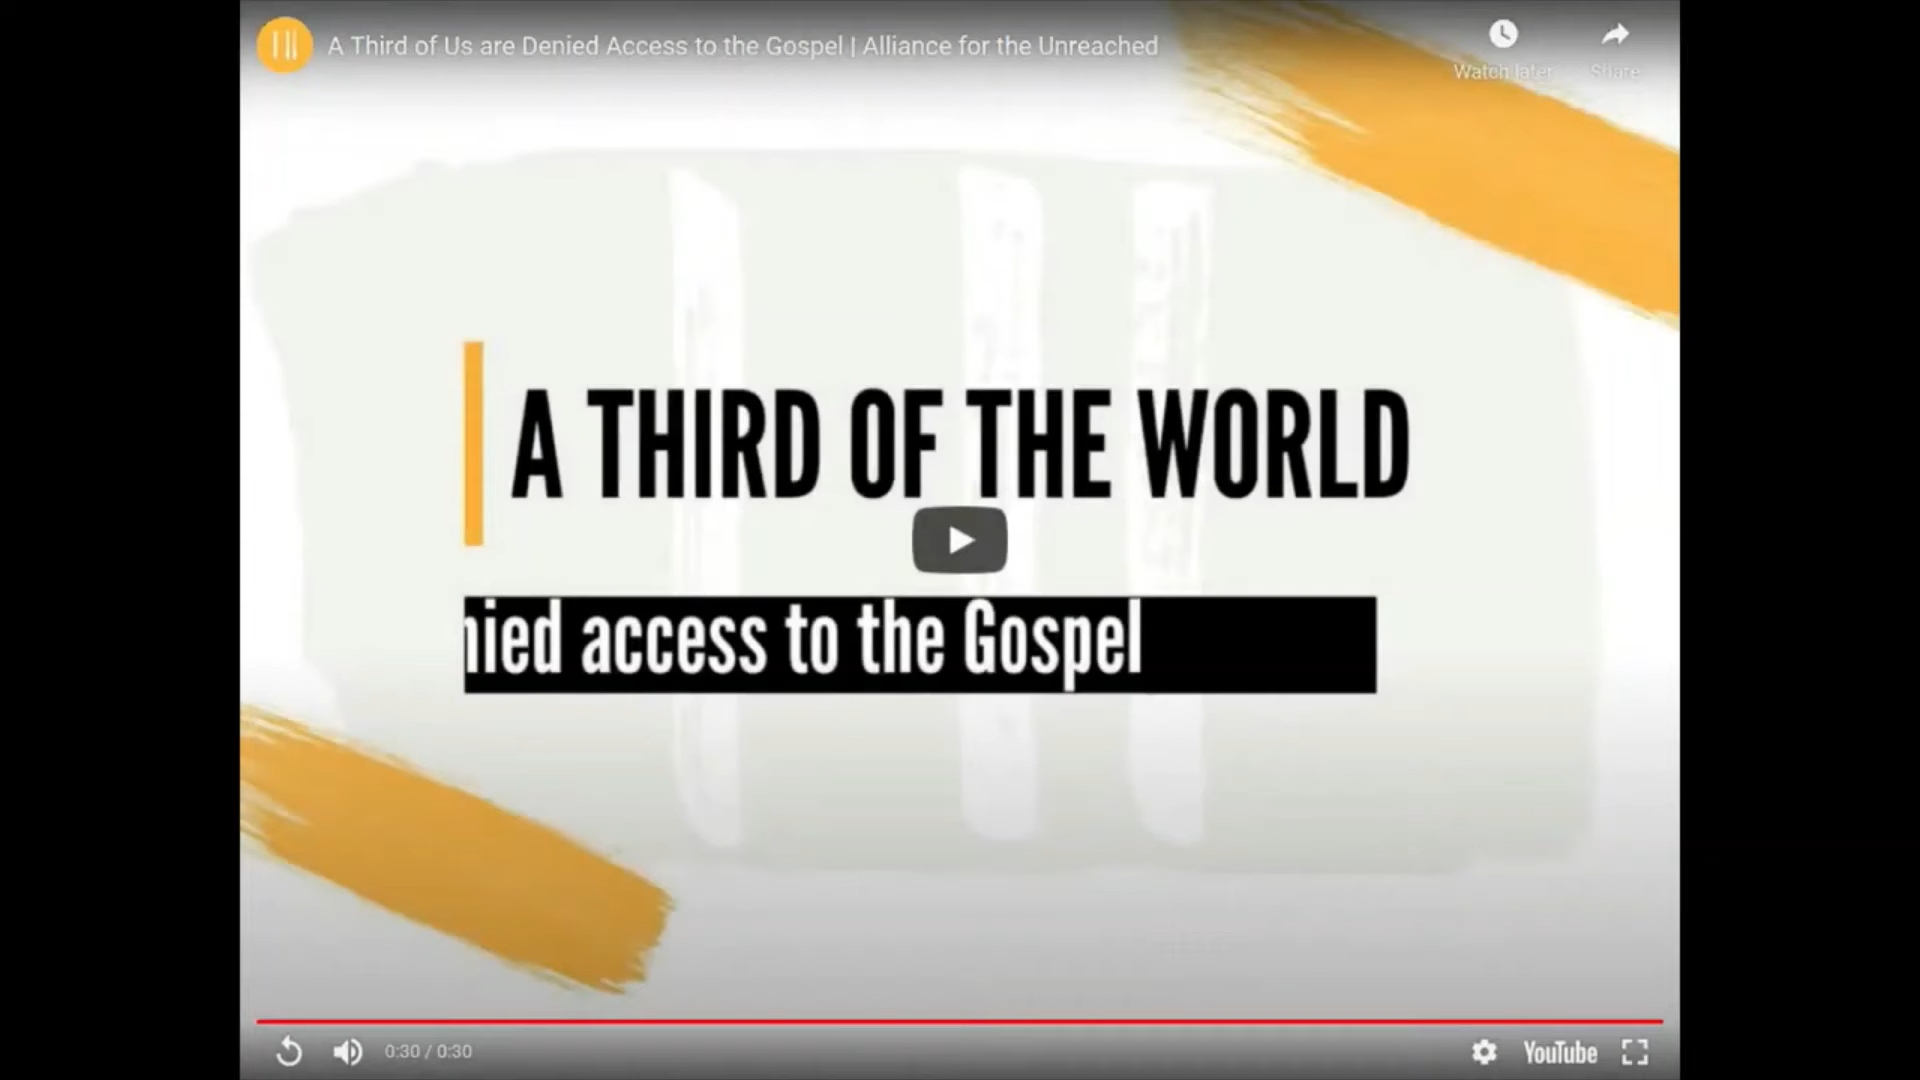 A Third of Us are Denied Access to the Gospel | Alliance for the Unreached
Watch later
Share
A THIRD OF THE WORLD
nied access to the Gospel
0:30 / 0:30
YouTube